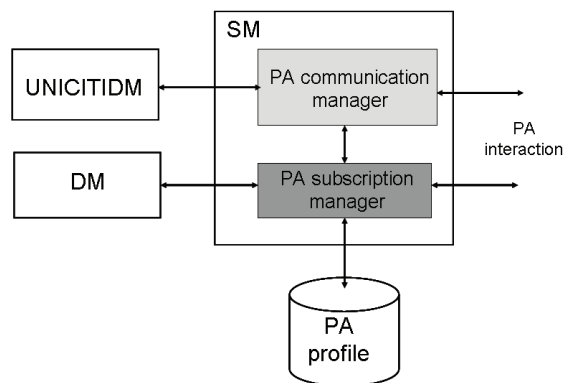 SM
UNICITIDM
PA communication
manager
PA
interaction
DM
PA subscription
manager
PA
profile